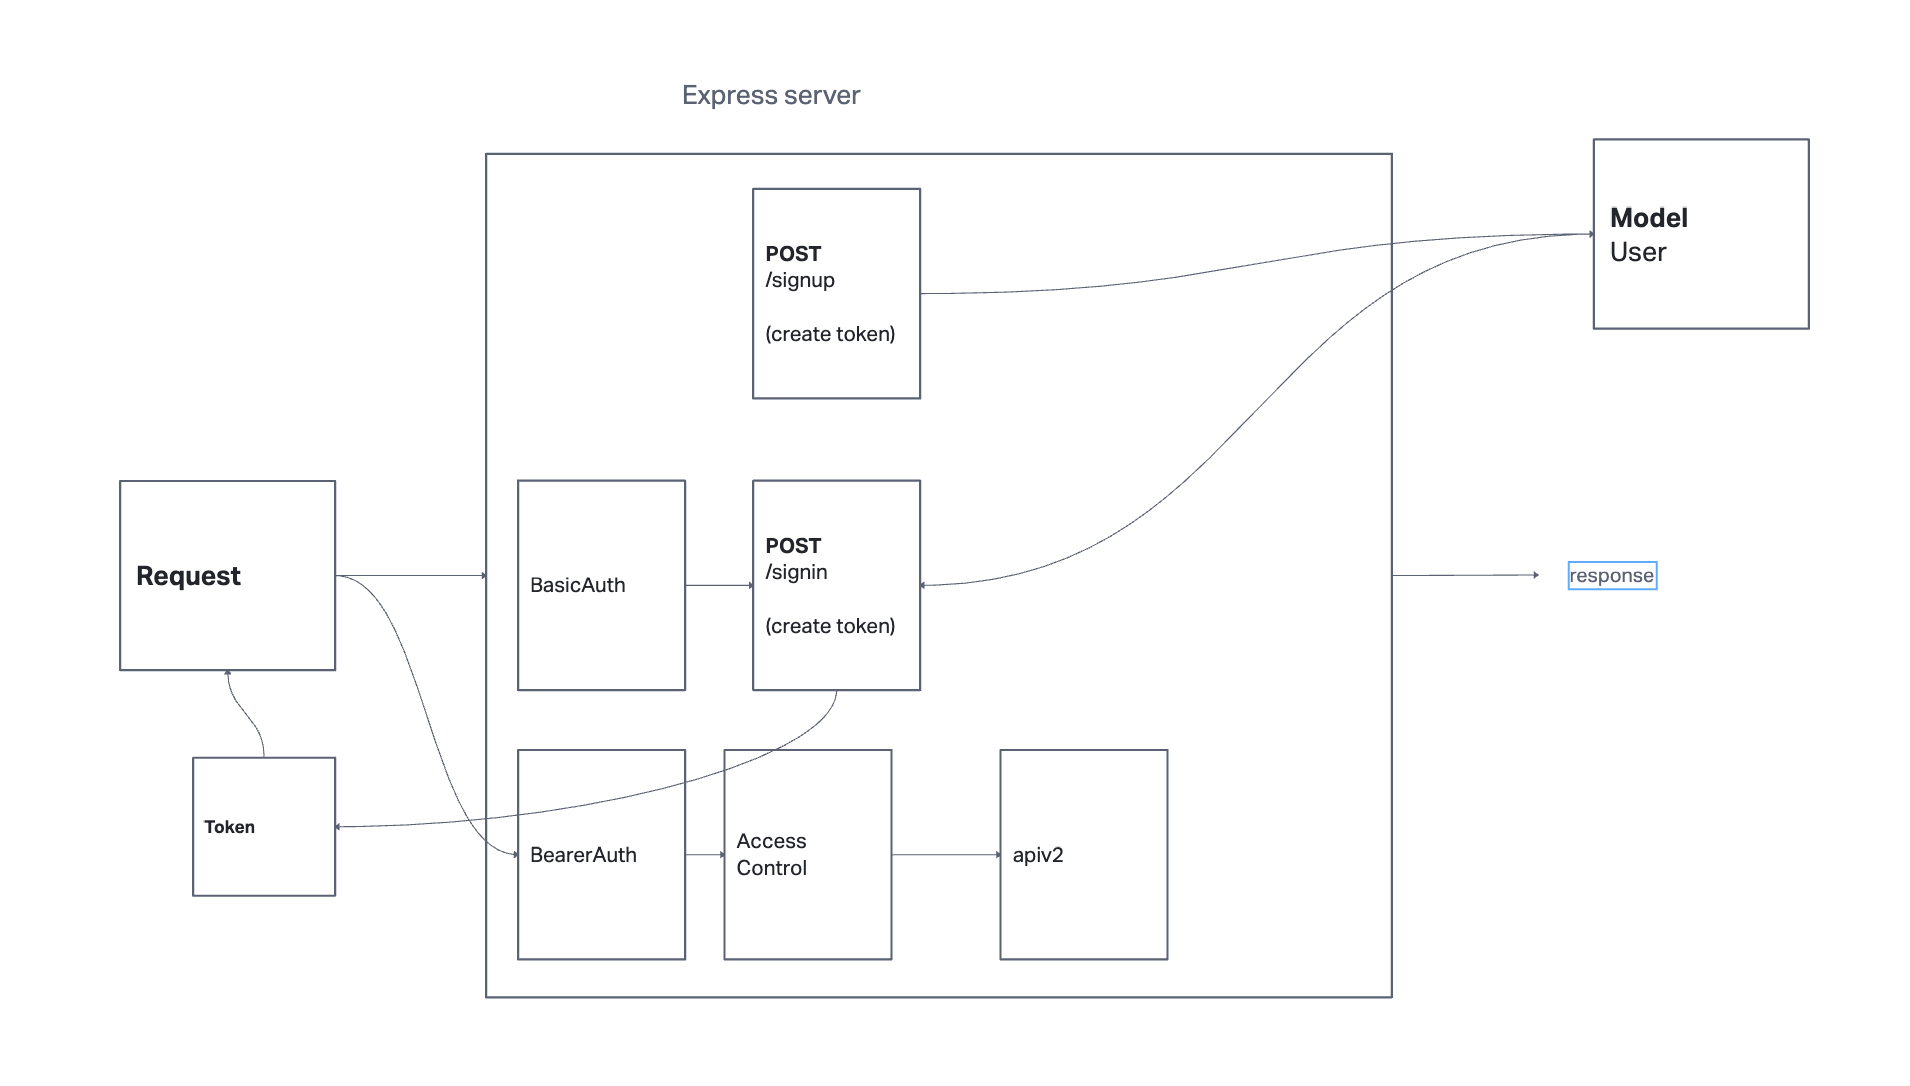 Express server
POST
/signup
(create token)
Model
User
Request
BasicAuth
POST
/signin
(create token)
response
Token
BearerAuth
Access
Control
apiv2